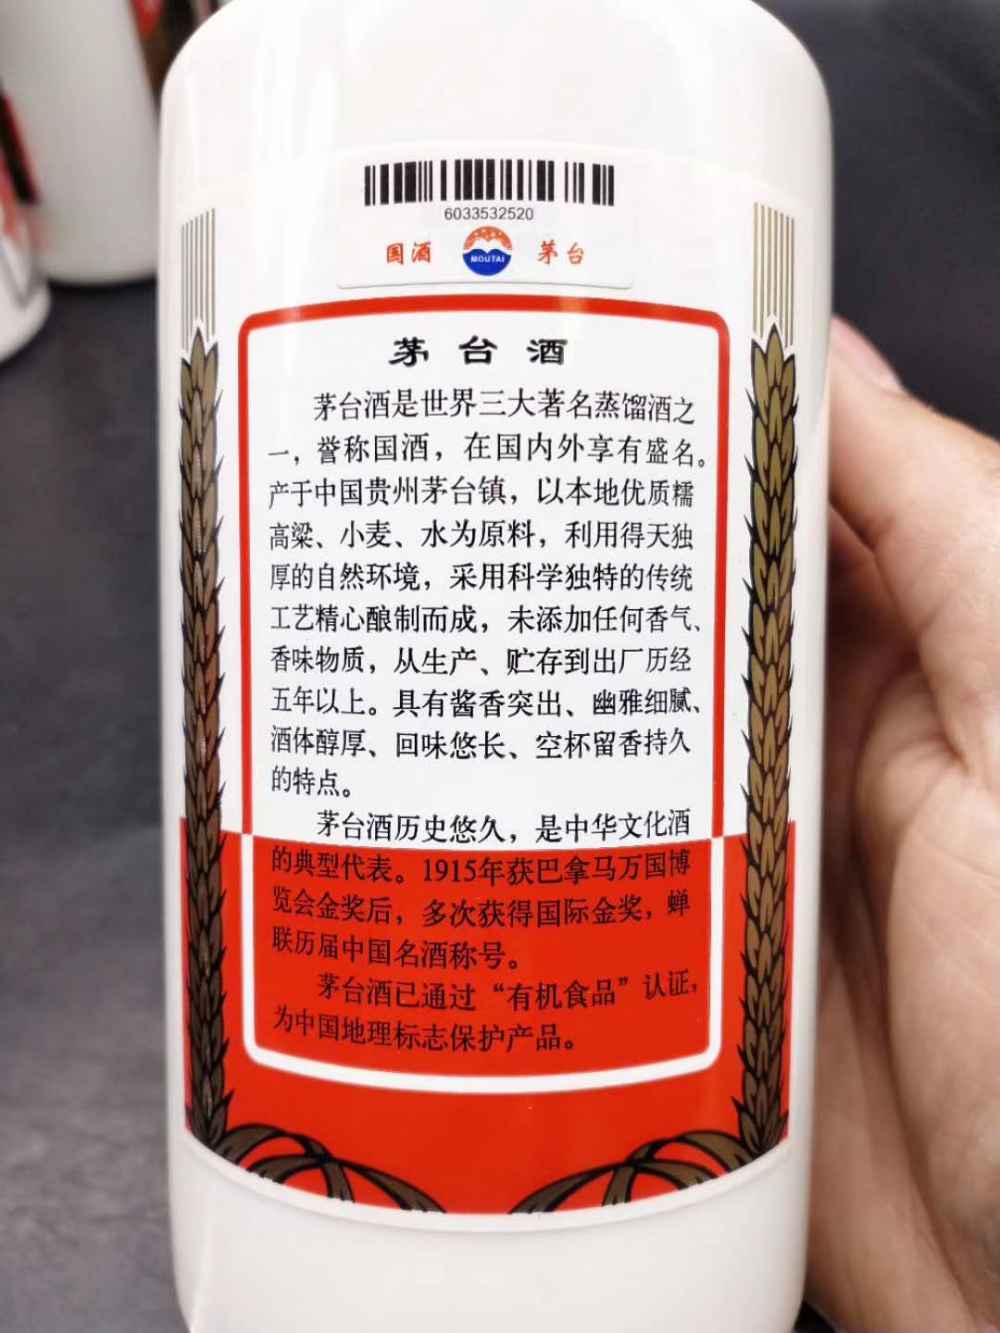 6033532520
国酒 MOUTAI 茅台
茅台酒
茅台酒是世界三大著名蒸馏酒之
一，誉称国酒，在国内外享有盛名。
产于中国贵州茅台镇，以本地优质糯
高粱、小麦、水为原料，利用得天独
厚的自然环境，采用科学独特的传统
工艺精心酿制而成，未添加任何香气、
香味物质，从生产、贮存到出厂历经
五年以上。具有酱香突出、幽雅细腻、
酒体醇厚、回味悠长、空杯留香持久
的特点。
茅台酒历史悠久，是中华文化酒
的典型代表。1915年获巴拿马万国博
览会金奖后，多次获得国际金奖，蝉
联历届中国名酒称号。
茅台酒已通过“有机食品”认证，
为中国地理标志保护产品。